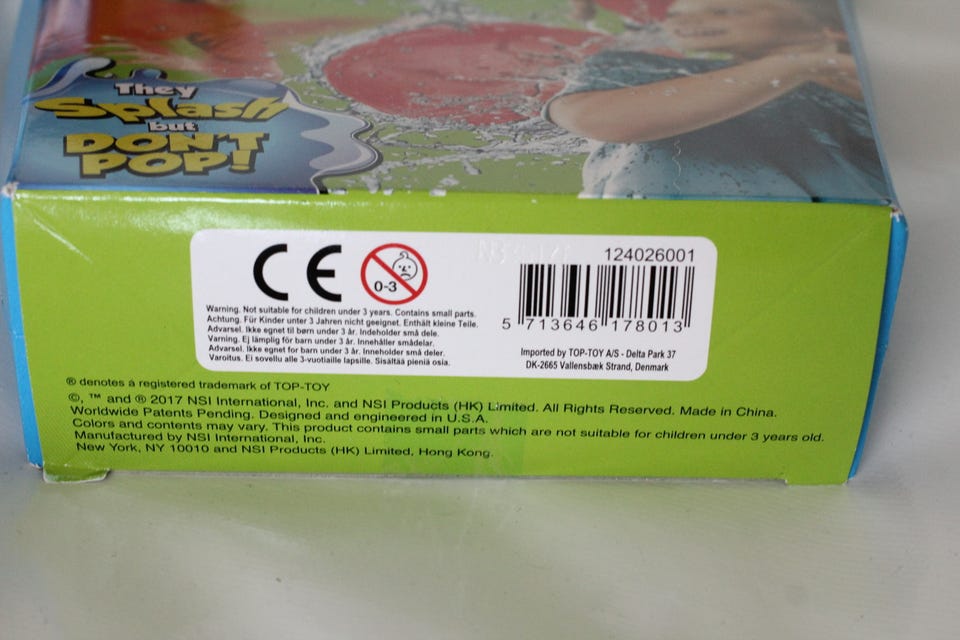 They
Splash
but
DON'T
POP!
CE
0-3
124026001
5 713646 178013
Warning. Not suitable for children under 3 years. Contains small parts.
Achtung. Für Kinder unter 3 Jahren nicht geeignet. Enthält kleine Teile.
Advarsel. Ikke egnet til børn under 3 år. Indeholder små dele.
Varning. Ej lämplig för barn under 3 år. Innehåller smådelar.
Advarsel. Ikke egnet for barn under 3 år. Inneholder små deler.
Varoitus. Ei sovellu alle 3-vuotiaille lapsille. Sisältää pieniä osia.
Imported by TOP-TOY A/S - Delta Park 37
DK-2665 Vallensbæk Strand, Denmark
® denotes a registered trademark of TOP-TOY
©, ™ and ® 2017 NSI International, Inc. and NSI Products (HK) Limited. All Rights Reserved. Made in China.
Worldwide Patents Pending. Designed and engineered in U.S.A.
Colors and contents may vary. This product contains small parts which are not suitable for children under 3 years old.
Manufactured by NSI International, Inc.
New York, NY 10010 and NSI Products (HK) Limited, Hong Kong.